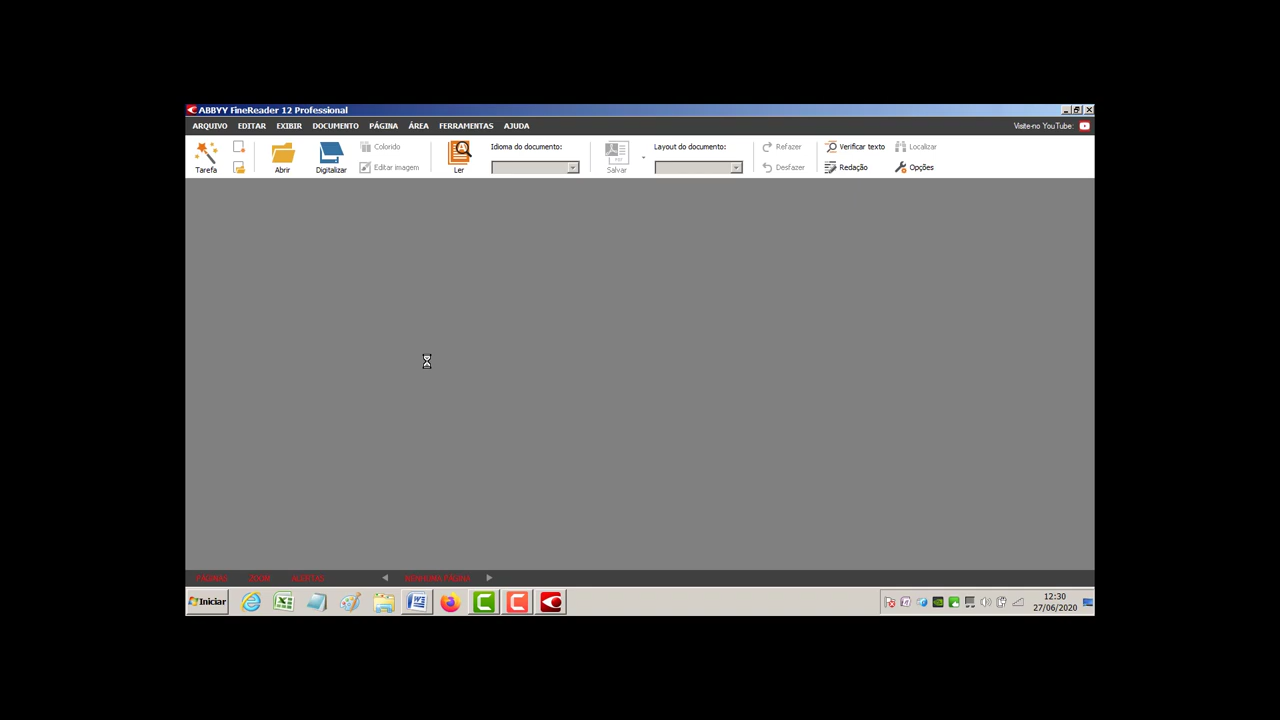 ABBYY FineReader 12 Professional
ARQUIVO EDITAR EXIBIR DOCUMENTO PÁGINA ÁREA FERRAMENTAS AJUDA Visite-no YouTube:
Colorido Idioma do documento: Layout do documento: Refazer Verificar texto Localizar
Tarefa Abrir Digitalizar Editar imagem Ler Salvar Desfazer Redação Opções
PÁGINAS ZOOM ALERTAS NENHUMA PÁGINA
Iniciar 12:30
27/06/2020